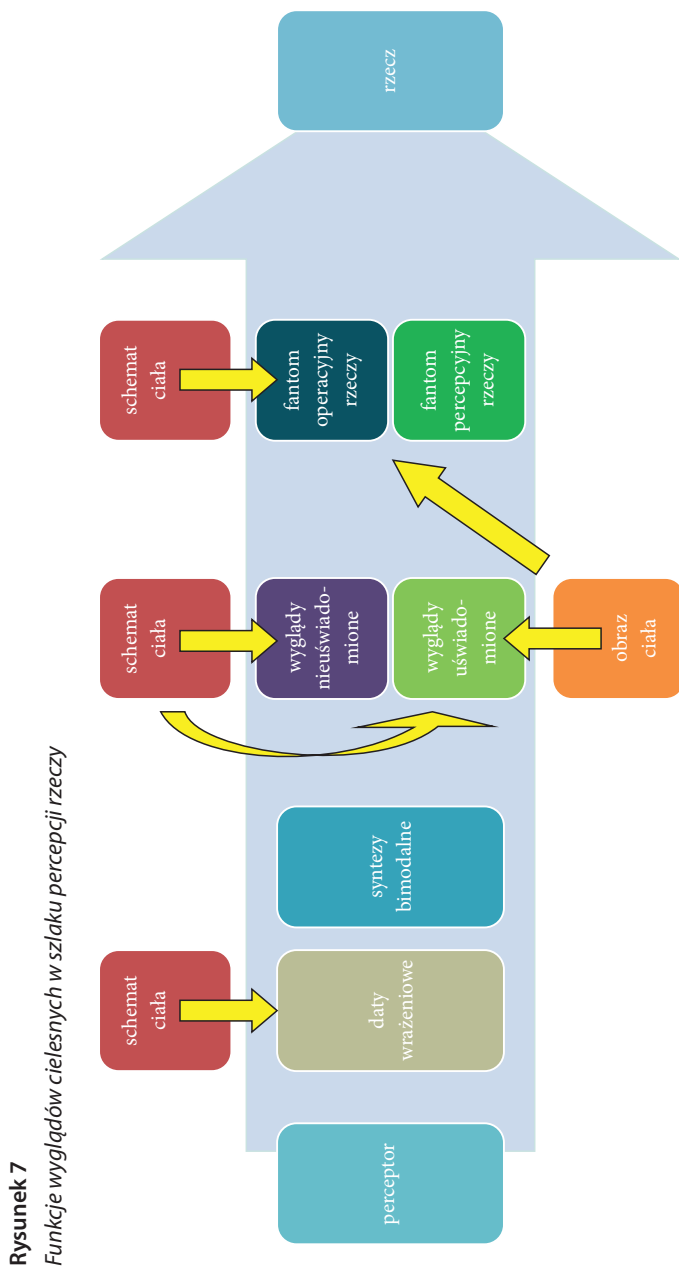 Rysunek 7
Funkcje wyglądów cielesnych w szlaku percepcji rzeczy
schemat
ciała
schemat
ciała
schemat
ciała
perceptor
daty
wrażeniowe
syntezy
bimodalne
wyglądy
nieuświado-
mione
wyglądy
uświado-
mione
fantom
operacyjny
rzeczy
fantom
percepcyjny
rzeczy
rzecz
obraz
ciała